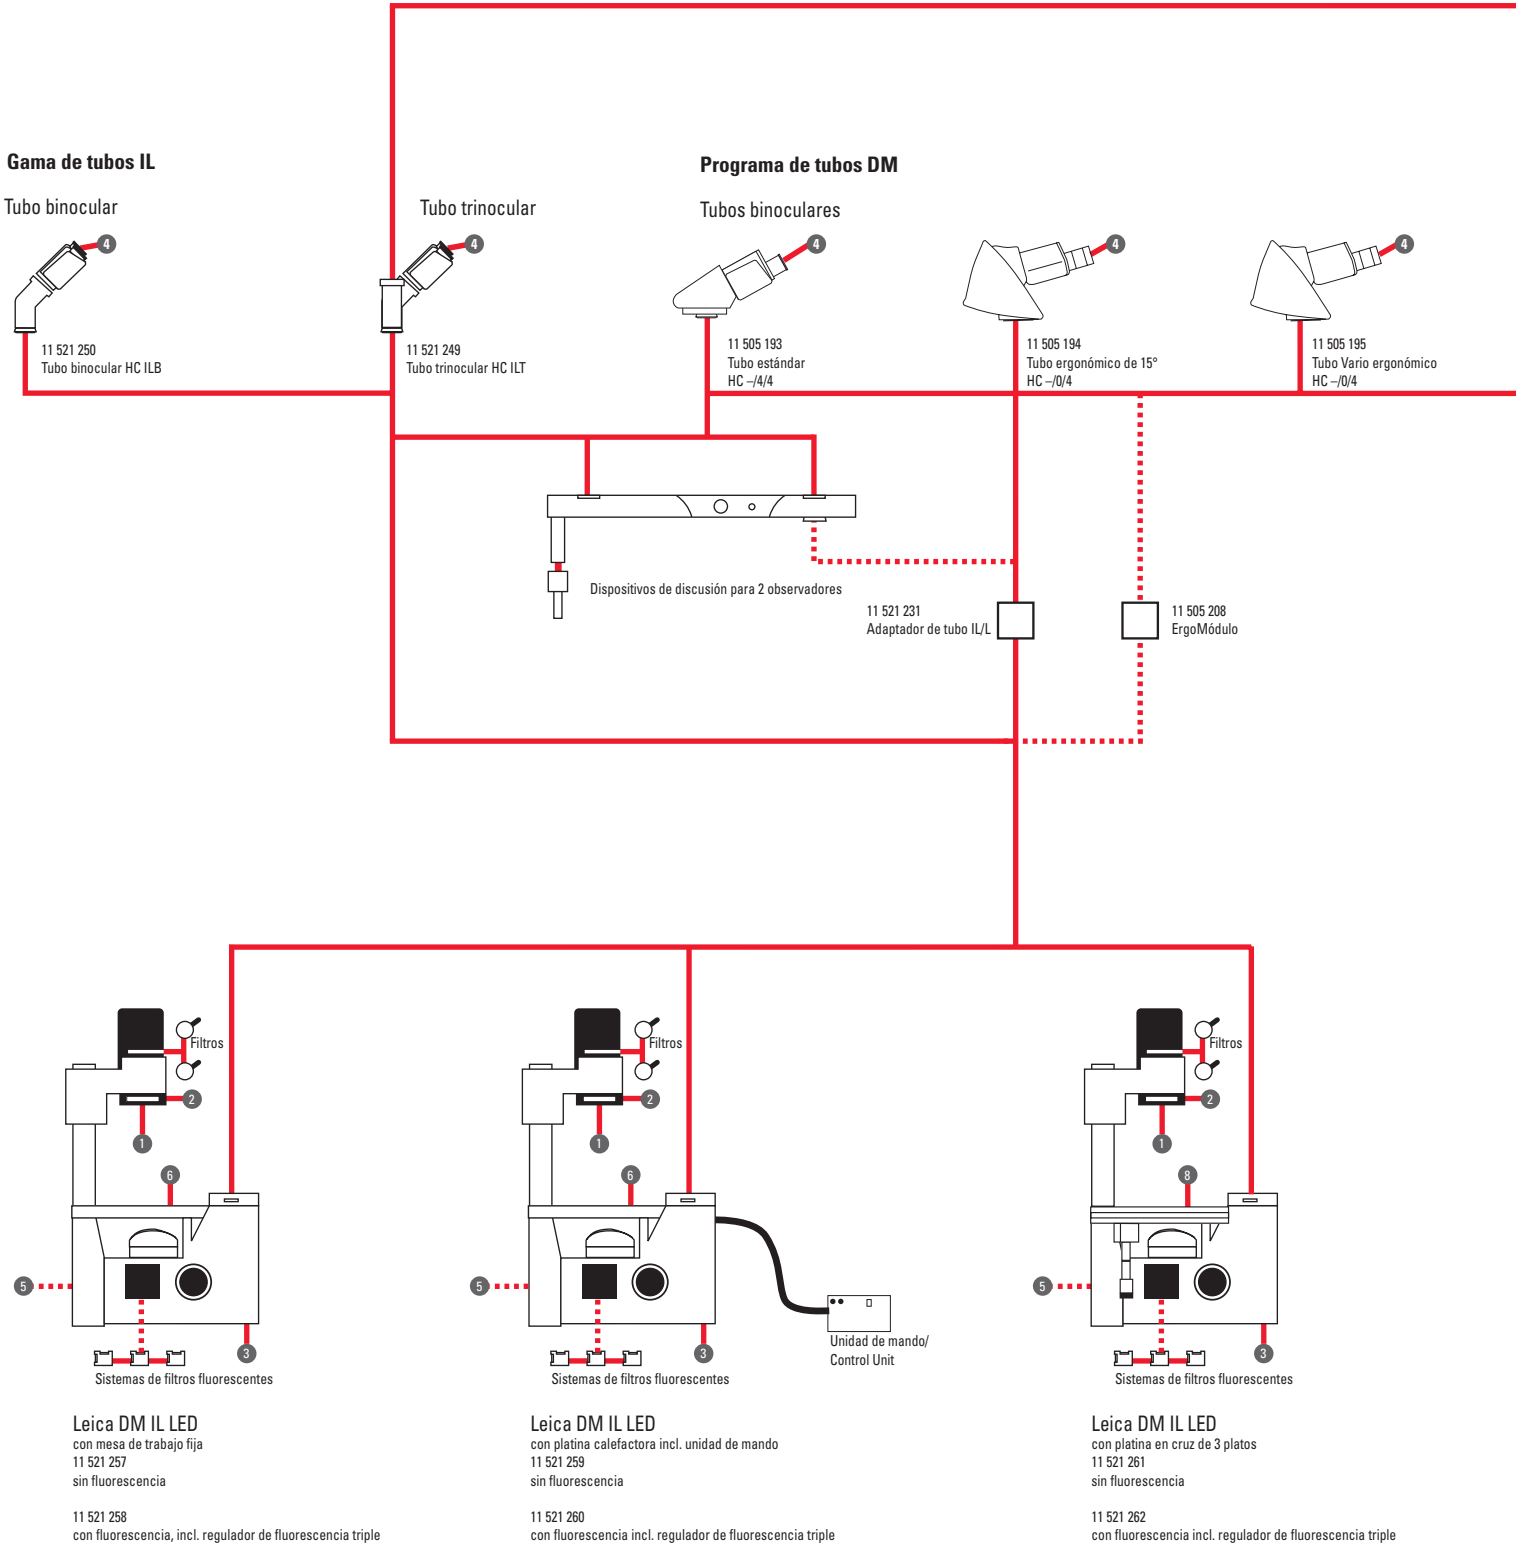 Gama de tubos IL
Programa de tubos DM
Tubo binocular
Tubo trinocular
Tubos binoculares
4
4
4
4
4
11 521 250
Tubo binocular HC ILB
11 521 249
Tubo trinocular HC ILT
11 505 193
Tubo estándar
HC –/4/4
11 505 194
Tubo ergonómico de 15°
HC –/0/4
11 505 195
Tubo Vario ergonómico
HC –/0/4
Dispositivos de discusión para 2 observadores
11 521 231
Adaptador de tubo IL/L
11 505 208
ErgoMódulo
Filtros
2
1
6
5
3
Sistemas de filtros fluorescentes
Filtros
2
1
6
5
3
Unidad de mando/
Control Unit
Sistemas de filtros fluorescentes
Filtros
2
1
8
5
3
Sistemas de filtros fluorescentes
Leica DM IL LED
con mesa de trabajo fija
11 521 257
sin fluorescencia
11 521 258
con fluorescencia, incl. regulador de fluorescencia triple
Leica DM IL LED
con platina calefactora incl. unidad de mando
11 521 259
sin fluorescencia
11 521 260
con fluorescencia incl. regulador de fluorescencia triple
Leica DM IL LED
con platina en cruz de 3 platos
11 521 261
sin fluorescencia
11 521 262
con fluorescencia incl. regulador de fluorescencia triple